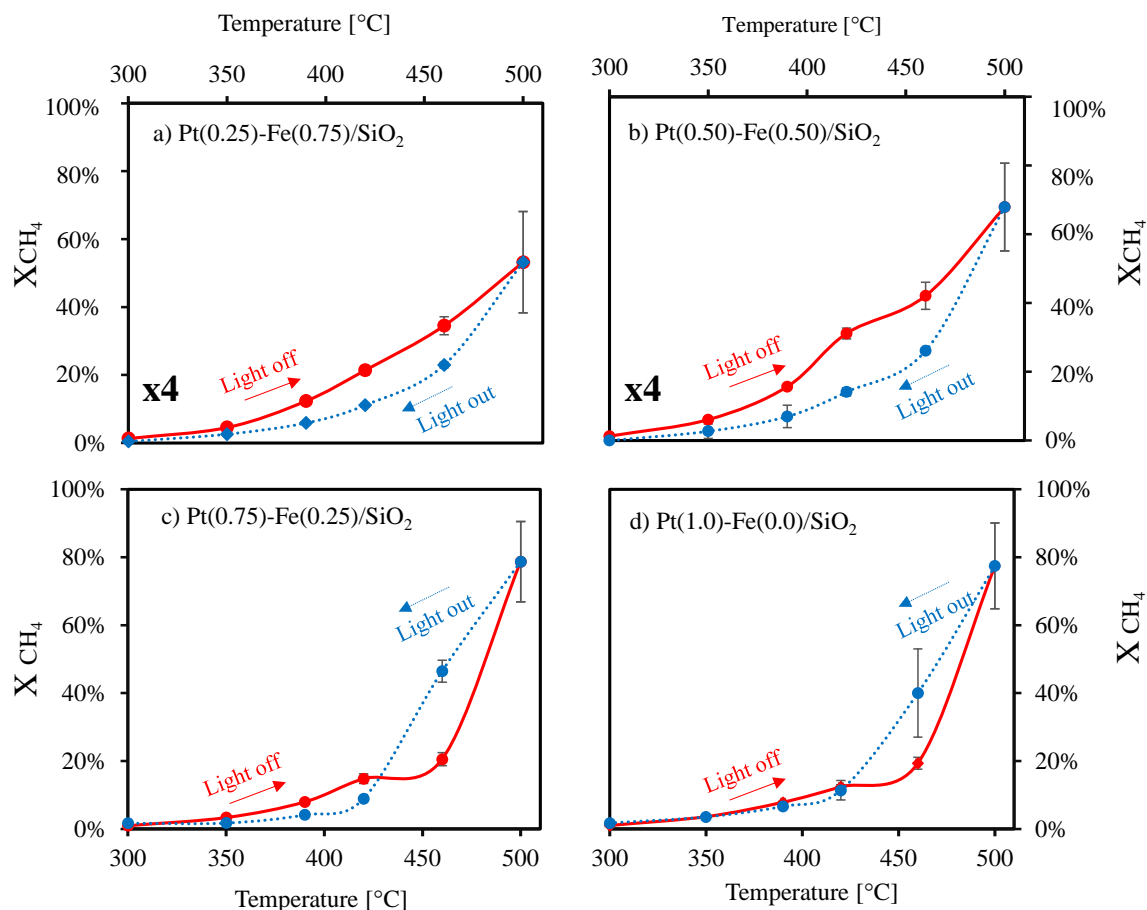 Temperature [°C]
300 350 400 450 500
100%
80%
60%
40%
20%
0%
XCH₄
a) Pt(0.25)-Fe(0.75)/SiO₂
Light off
Light out
x4
Temperature [°C]
300 350 400 450 500
100%
80%
60%
40%
20%
0%
XCH₄
b) Pt(0.50)-Fe(0.50)/SiO₂
Light off
Light out
x4
100%
80%
60%
40%
20%
0%
X CH₄
c) Pt(0.75)-Fe(0.25)/SiO₂
Light out
Light off
300 350 400 450 500
Temperature [°C]
100%
80%
60%
40%
20%
0%
X CH₄
d) Pt(1.0)-Fe(0.0)/SiO₂
Light out
Light off
300 350 400 450 500
Temperature [°C]